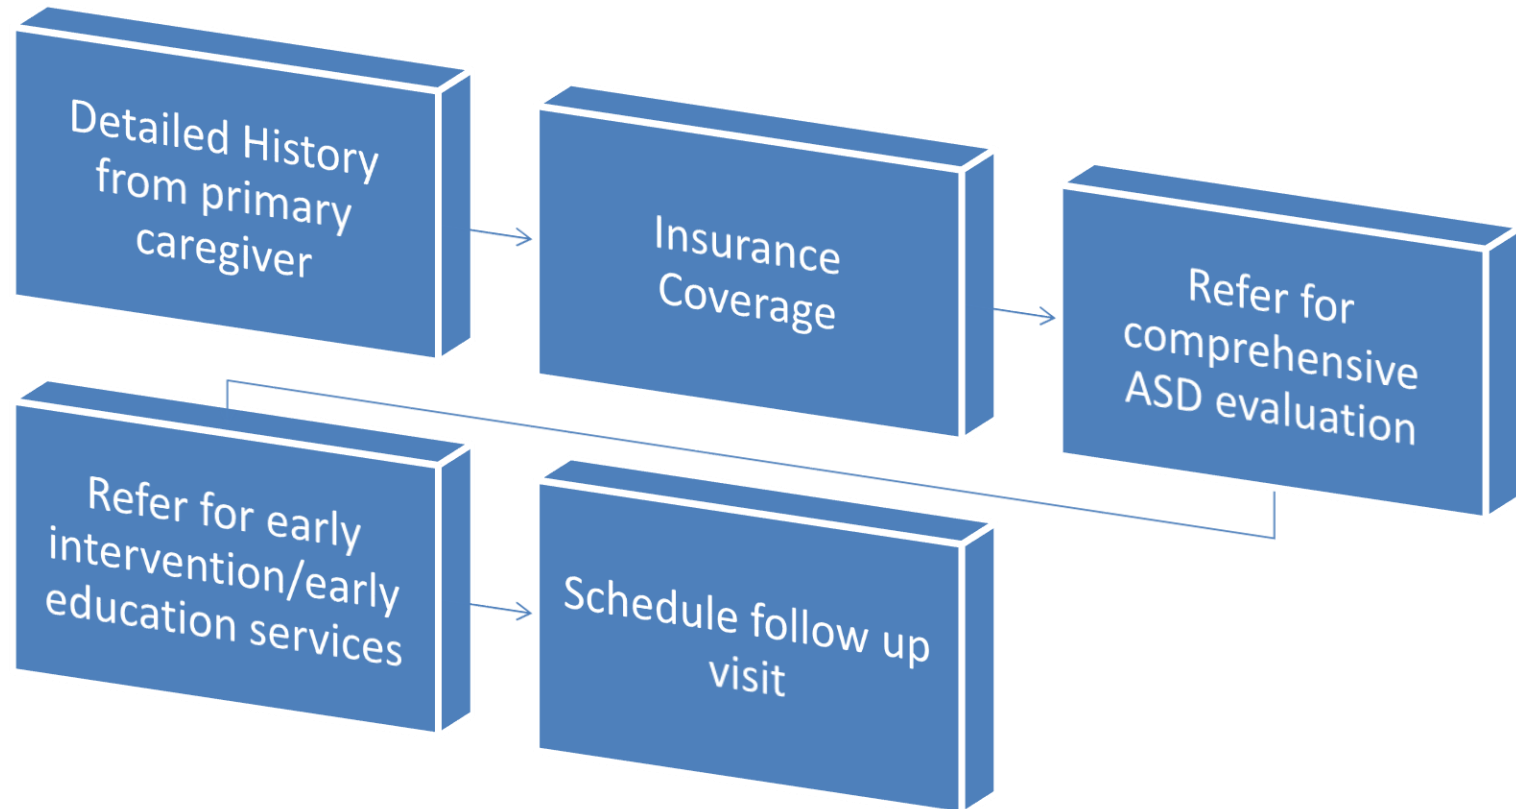 Detailed History
from primary
caregiver
Insurance
Coverage
Refer for
comprehensive
ASD evaluation
Refer for early
intervention/early
education services
Schedule follow up
visit